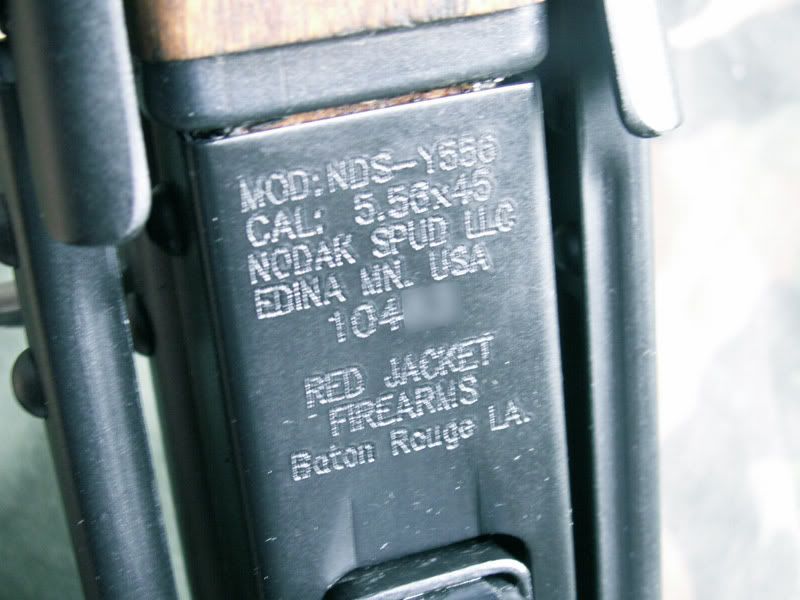 MOD: NDS-Y556
CAL: 5.56x45
NODAK SPUD LLC
EDINA MN. USA
104
RED JACKET
FIREARMS
Baton Rouge LA.